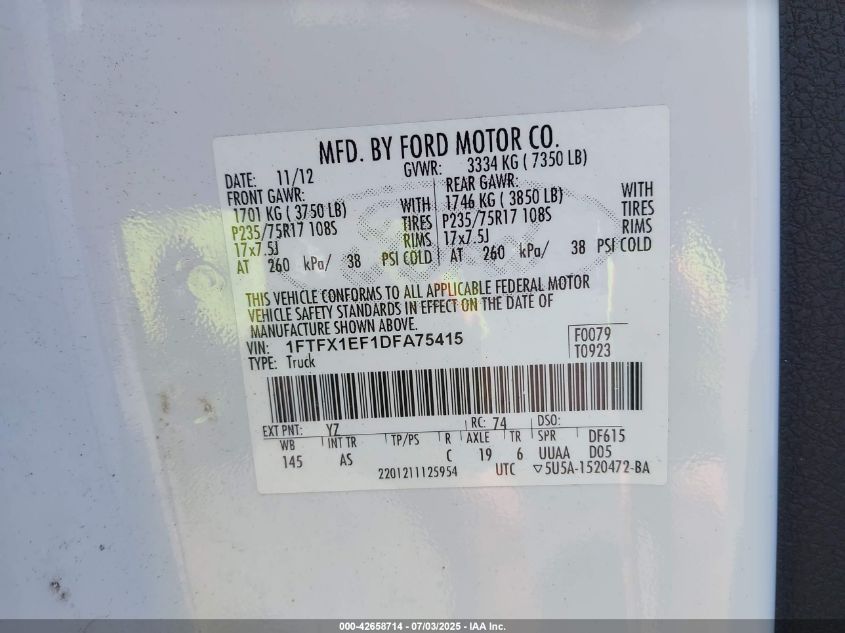 MFD. BY FORD MOTOR CO.
DATE: 11/12 GVWR: 3334 KG ( 7350 LB)
FRONT GAWR: REAR GAWR:
1701 KG ( 3750 LB) WITH 1746 KG ( 3850 LB) WITH
P235/75R17 108S TIRES P235/75R17 108S TIRES
17x7.5J RIMS 17x7.5J RIMS
AT 260 kPa/ 38 PSI COLD AT 260 kPa/ 38 PSI COLD
THIS VEHICLE CONFORMS TO ALL APPLICABLE FEDERAL MOTOR
VEHICLE SAFETY STANDARDS IN EFFECT ON THE DATE OF
MANUFACTURE SHOWN ABOVE.
VIN: 1FTFX1EF1DFA75415 F0079
TYPE: Truck T0923
EXT PNT: YZ RC: 74 DSO:
WB INT TR TP/PS R AXLE TR SPR DF615
145 AS C 19 6 UUAA D05
2201211125954 UTC ▽5U5A-1520472-BA
000-42658714 - 07/03/2025 - IAA Inc.